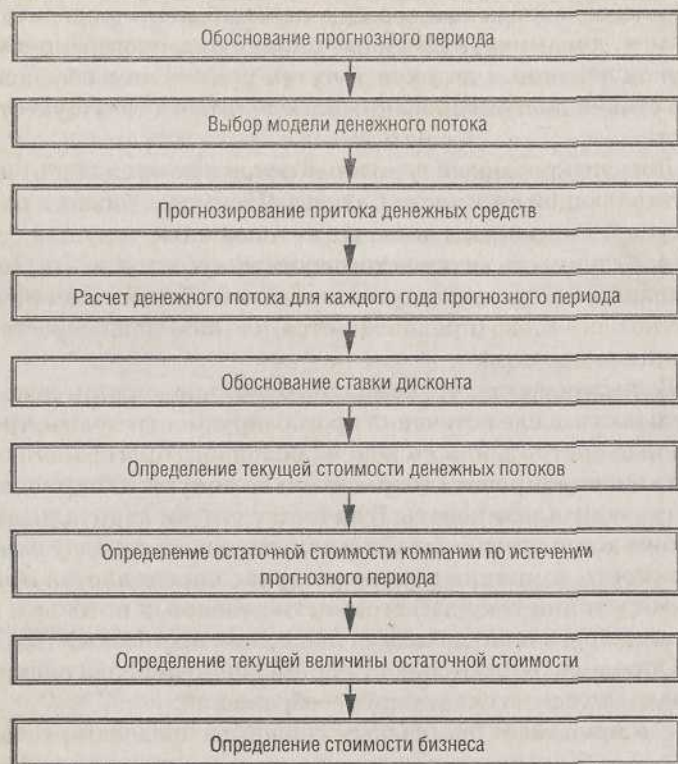 Обоснование прогнозного периода
Выбор модели денежного потока
Прогнозирование притока денежных средств
Расчет денежного потока для каждого года прогнозного периода
Обоснование ставки дисконта
Определение текущей стоимости денежных потоков
Определение остаточной стоимости компании по истечении
прогнозного периода
Определение текущей величины остаточной стоимости
Определение стоимости бизнеса